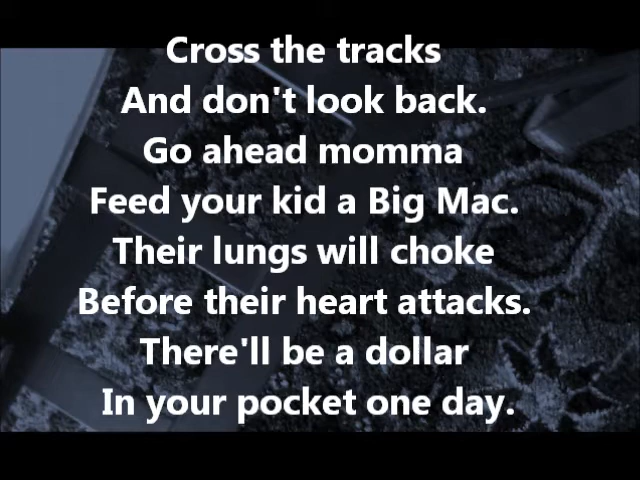 Cross the tracks
And don't look back.
Go ahead momma
Feed your kid a Big Mac.
Their lungs will choke
Before their heart attacks.
There'll be a dollar
In your pocket one day.